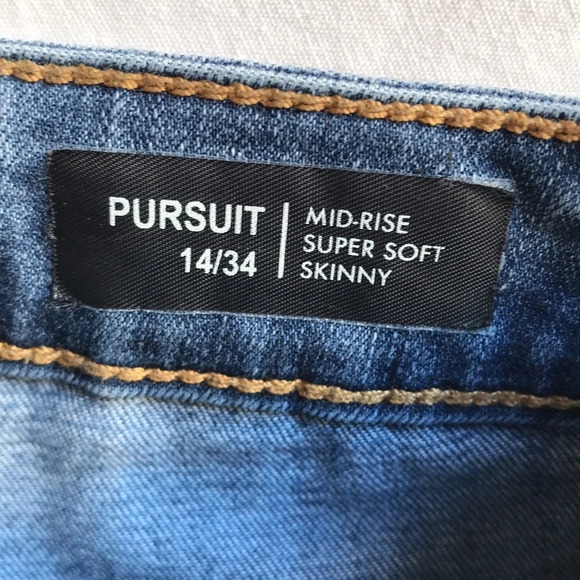 PURSUIT
14/34
MID-RISE
SUPER SOFT
SKINNY